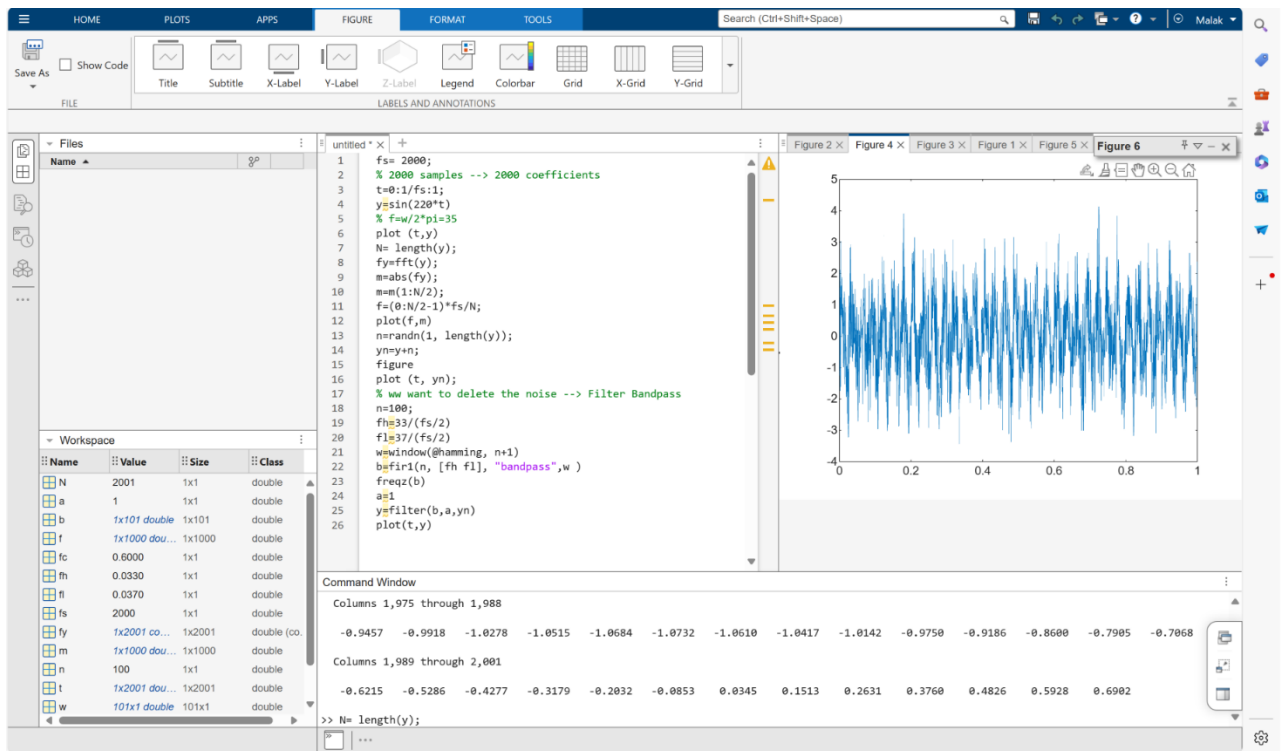 HOME PLOTS APPS FIGURE FORMAT TOOLS Search (Ctrl+Shift+Space) Malak
Save As Show Code Title Subtitle X-Label Y-Label Z-Label Legend Colorbar Grid X-Grid Y-Grid
FILE LABELS AND ANNOTATIONS
Files
Name
untitled *
1 fs= 2000;
2 % 2000 samples --> 2000 coefficients
3 t=0:1/fs:1;
4 y=sin(220*t)
5 % f=w/2*pi=35
6 plot (t,y)
7 N= length(y);
8 fy=fft(y);
9 m=abs(fy);
10 m=m(1:N/2);
11 f=(0:N/2-1)*fs/N;
12 plot(f,m)
13 n=randn(1, length(y));
14 yn=y+n;
15 figure
16 plot (t, yn);
17 % ww want to delete the noise --> Filter Bandpass
18 n=100;
19 fh=33/(fs/2)
20 fl=37/(fs/2)
21 w=window(@hamming, n+1)
22 b=fir1(n, [fh fl], "bandpass",w )
23 freqz(b)
24 a=1
25 y=filter(b,a,yn)
26 plot(t,y)
Figure 2 Figure 4 Figure 3 Figure 1 Figure 5 Figure 6
5
4
3
2
1
0
-1
-2
-3
-4
0 0.2 0.4 0.6 0.8 1
Workspace
Name Value Size Class
N 2001 1x1 double
a 1 1x1 double
b 1x101 double 1x101 double
f 1x1000 dou... 1x1000 double
fc 0.6000 1x1 double
fh 0.0330 1x1 double
fl 0.0370 1x1 double
fs 2000 1x1 double
fy 1x2001 co... 1x2001 double (co.
m 1x1000 dou... 1x1000 double
n 100 1x1 double
t 1x2001 dou... 1x2001 double
w 101x1 double 101x1 double
Command Window
Columns 1,975 through 1,988
-0.9457 -0.9918 -1.0278 -1.0515 -1.0684 -1.0732 -1.0610 -1.0417 -1.0142 -0.9750 -0.9186 -0.8600 -0.7905 -0.7068
Columns 1,989 through 2,001
-0.6215 -0.5286 -0.4277 -0.3179 -0.2032 -0.0853 0.0345 0.1513 0.2631 0.3760 0.4826 0.5928 0.6902
>> N= length(y);